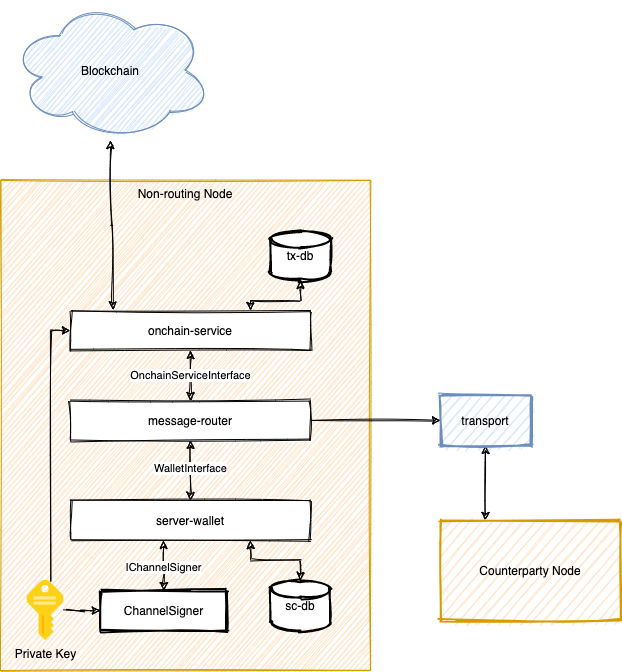 Blockchain
Non-routing Node
tx-db
onchain-service
OnchainServiceInterface
message-router
transport
WalletInterface
server-wallet
IChannelSigner
Counterparty Node
sc-db
ChannelSigner
Private Key